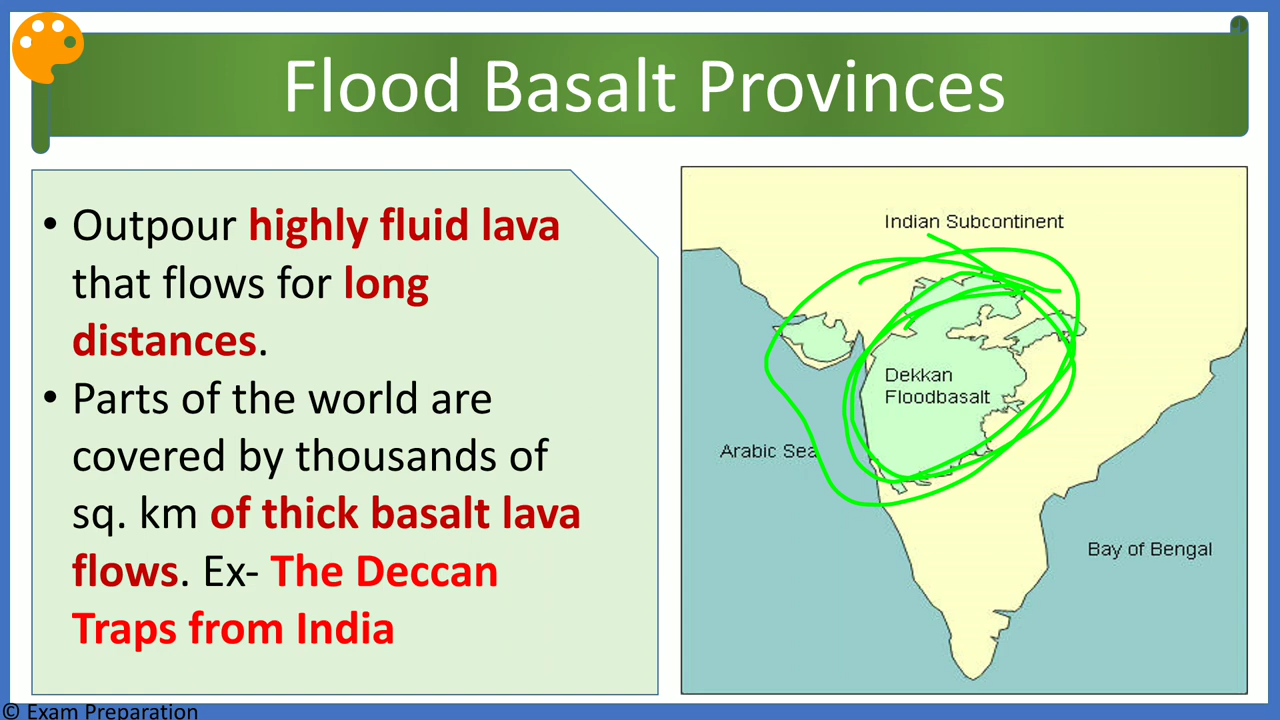 Flood Basalt Provinces
• Outpour highly fluid lava
that flows for long
distances.
• Parts of the world are
covered by thousands of
sq. km of thick basalt lava
flows. Ex- The Deccan
Traps from India
Indian Subcontinent
Dekkan
Floodbasalt
Arabic Sea
Bay of Bengal
© Exam Preparation